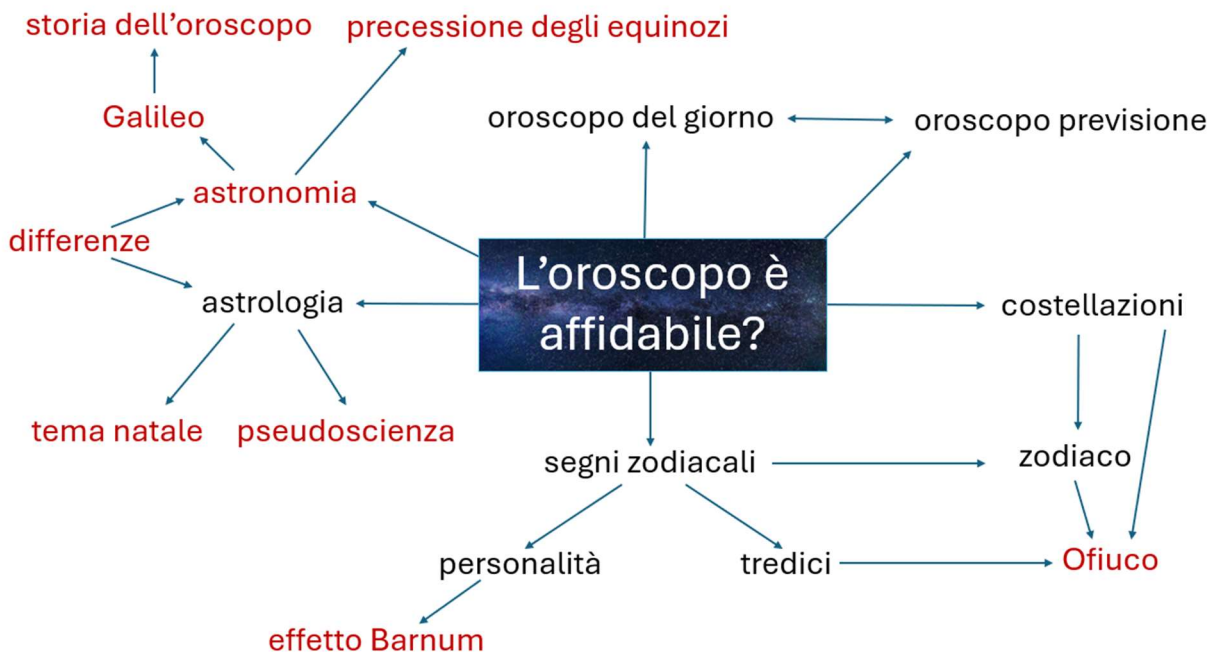 storia dell'oroscopo
precessione degli equinozi
Galileo
oroscopo del giorno
oroscopo previsione
astronomia
differenze
L'oroscopo è
affidabile?
astrologia
costellazioni
tema natale
pseudoscienza
segni zodiacali
zodiaco
personalità
tredici
Ofiuco
effetto Barnum